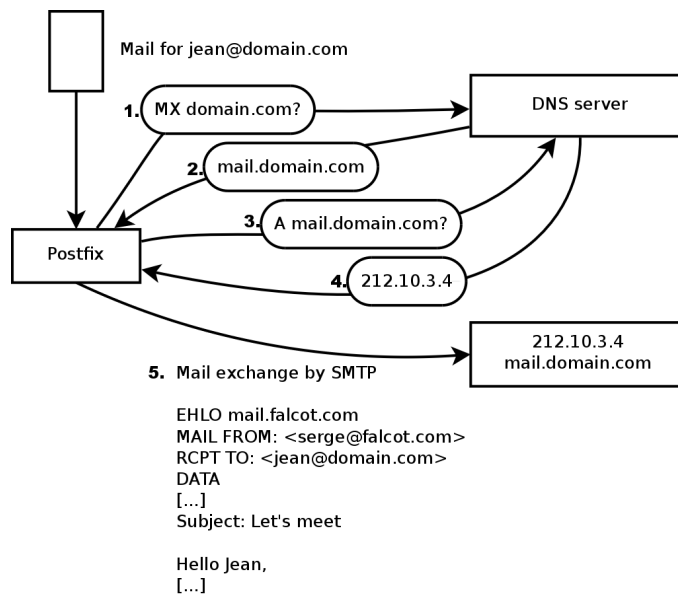 Mail for jean@domain.com
1. MX domain.com?
DNS server
2. mail.domain.com
3. A mail.domain.com?
Postfix
4. 212.10.3.4
212.10.3.4
mail.domain.com
5. Mail exchange by SMTP
EHLO mail.falcot.com
MAIL FROM: <serge@falcot.com>
RCPT TO: <jean@domain.com>
DATA
[...]
Subject: Let's meet
Hello Jean,
[...]